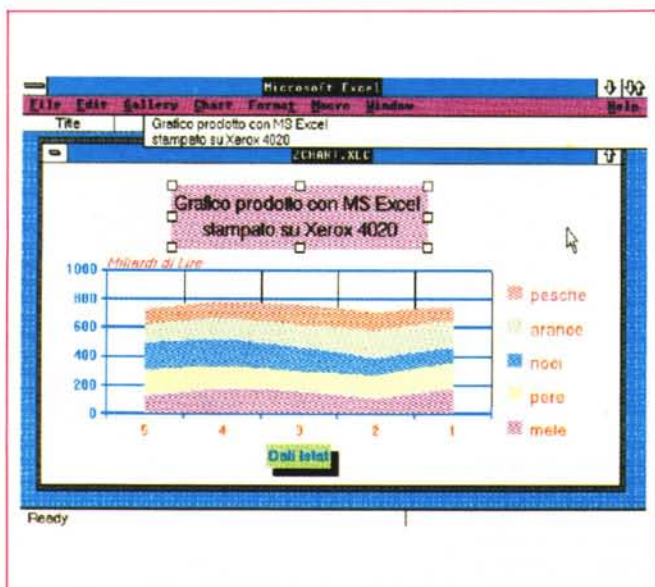 Microsoft Excel
File Edit Gallery Chart Format Macro Window Help
Title Grafico prodotto con MS Excel
stampato su Xerox 4020
2CHART.XLC
Grafico prodotto con MS Excel
stampato su Xerox 4020
Miliardi di Lire
1000
800
600
400
200
0
5 4 3 2 1
pesche
arance
noci
pere
mele
Dati Istat
Ready